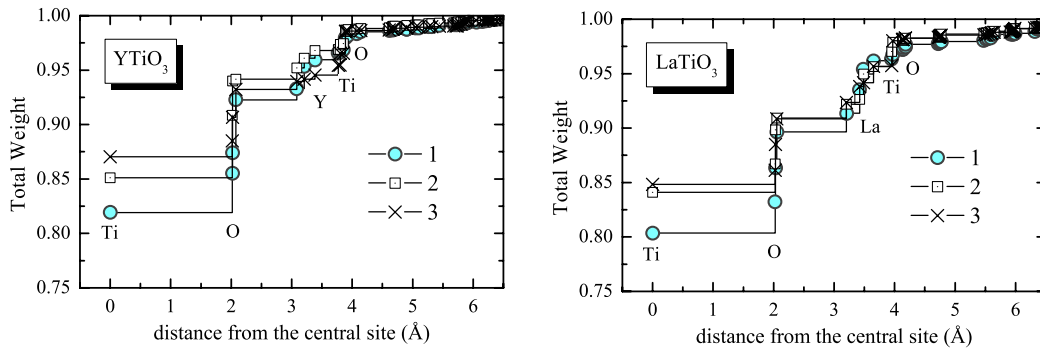 1.00
0.95
0.90
0.85
0.80
0.75
Total Weight
YTiO3
Ti
O
Y
Ti
O
1
2
3
0 1 2 3 4 5 6
distance from the central site (Å)
1.00
0.95
0.90
0.85
0.80
0.75
Total Weight
LaTiO3
Ti
O
La
Ti
O
1
2
3
0 1 2 3 4 5 6
distance from the central site (Å)